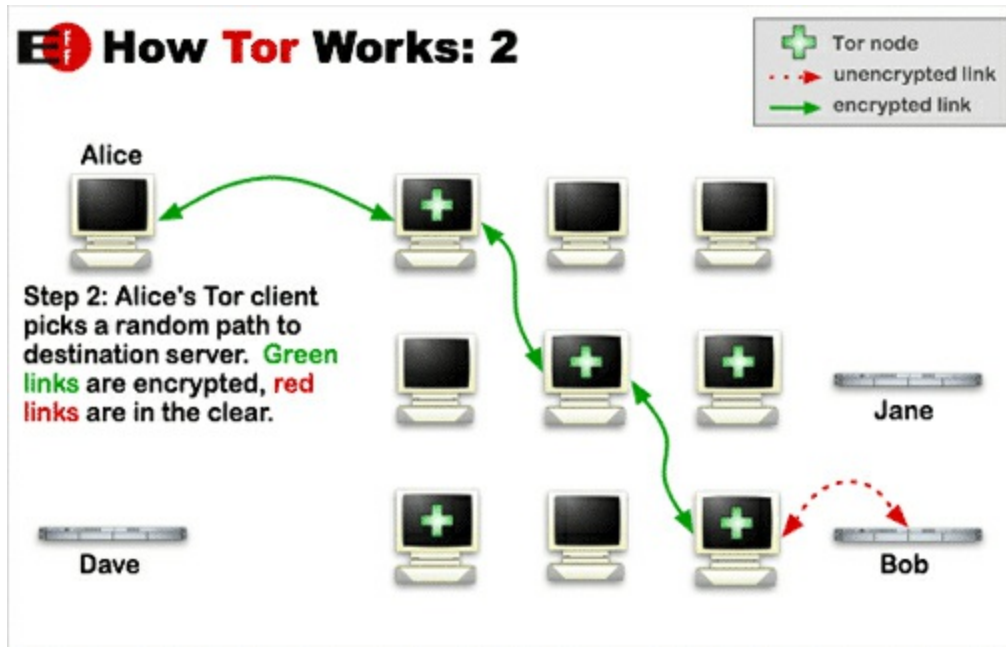 EFF How Tor Works: 2
Tor node
unencrypted link
encrypted link
Alice
Step 2: Alice's Tor client
picks a random path to
destination server. Green
links are encrypted, red
links are in the clear.
Jane
Dave
Bob